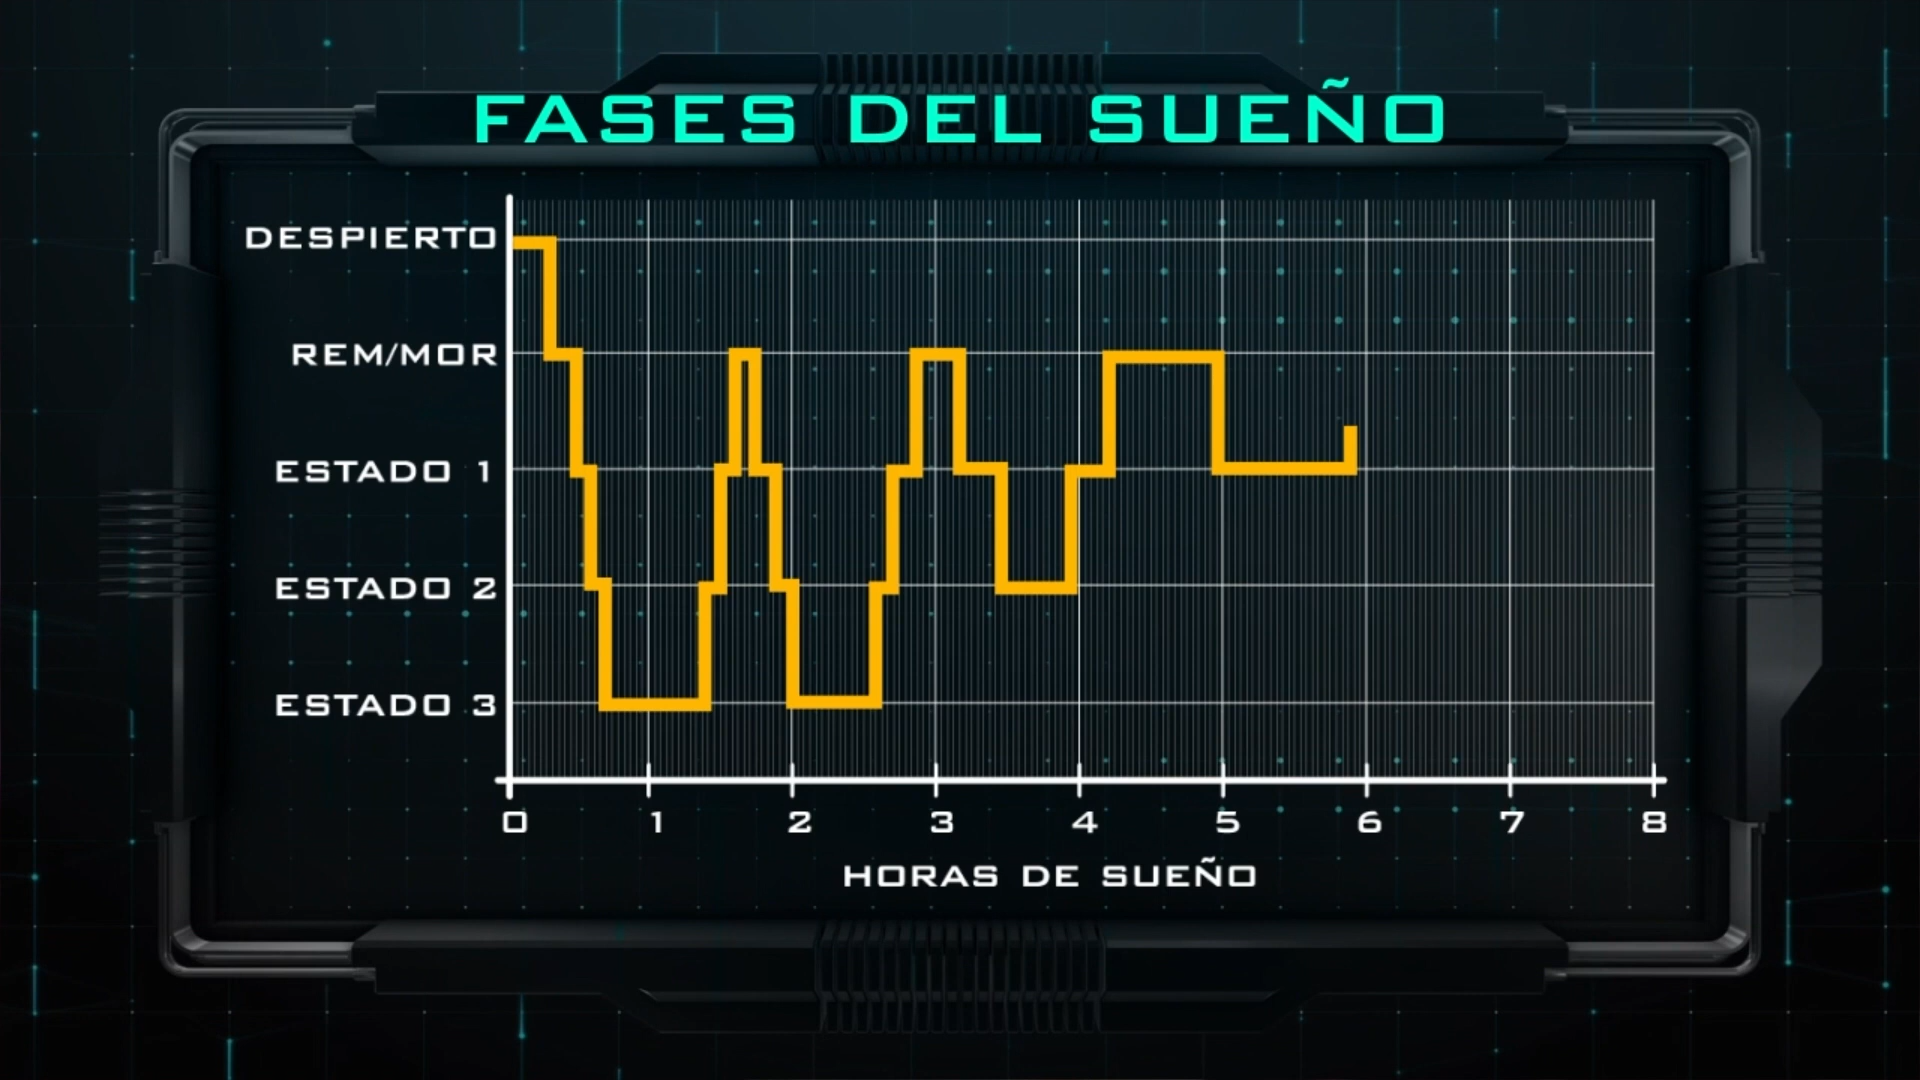 FASES DEL SUEÑO
DESPIERTO
REM/MOR
ESTADO 1
ESTADO 2
ESTADO 3
0 1 2 3 4 5 6 7 8
HORAS DE SUEÑO